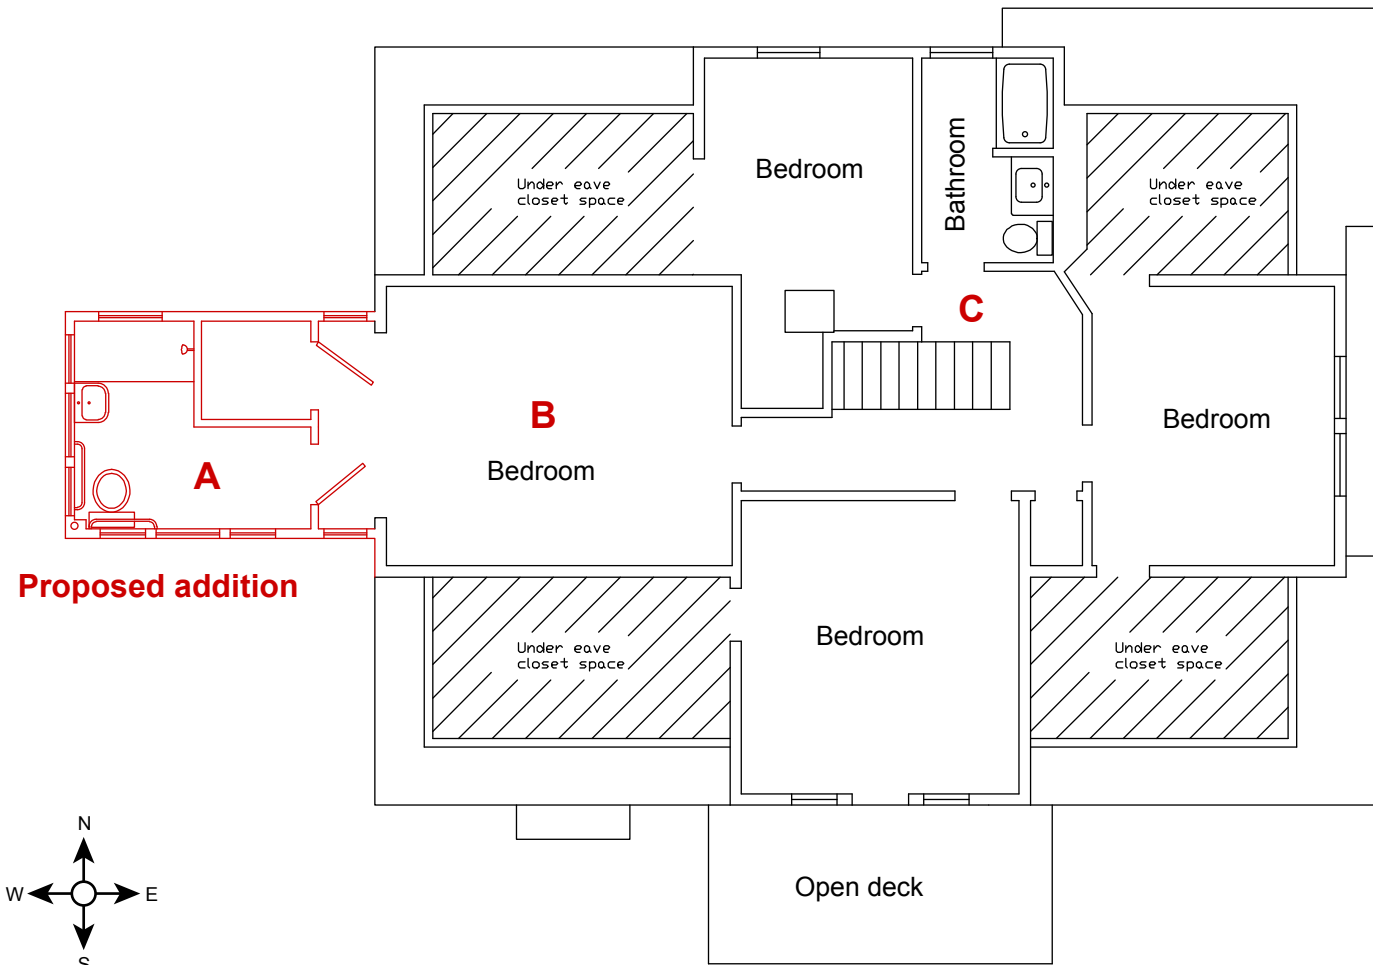 Bedroom
Bathroom
Under eave
closet space
Under eave
closet space
C
B
Bedroom
Bedroom
A
Proposed addition
Under eave
closet space
Bedroom
Under eave
closet space
Open deck
N
W
E
S